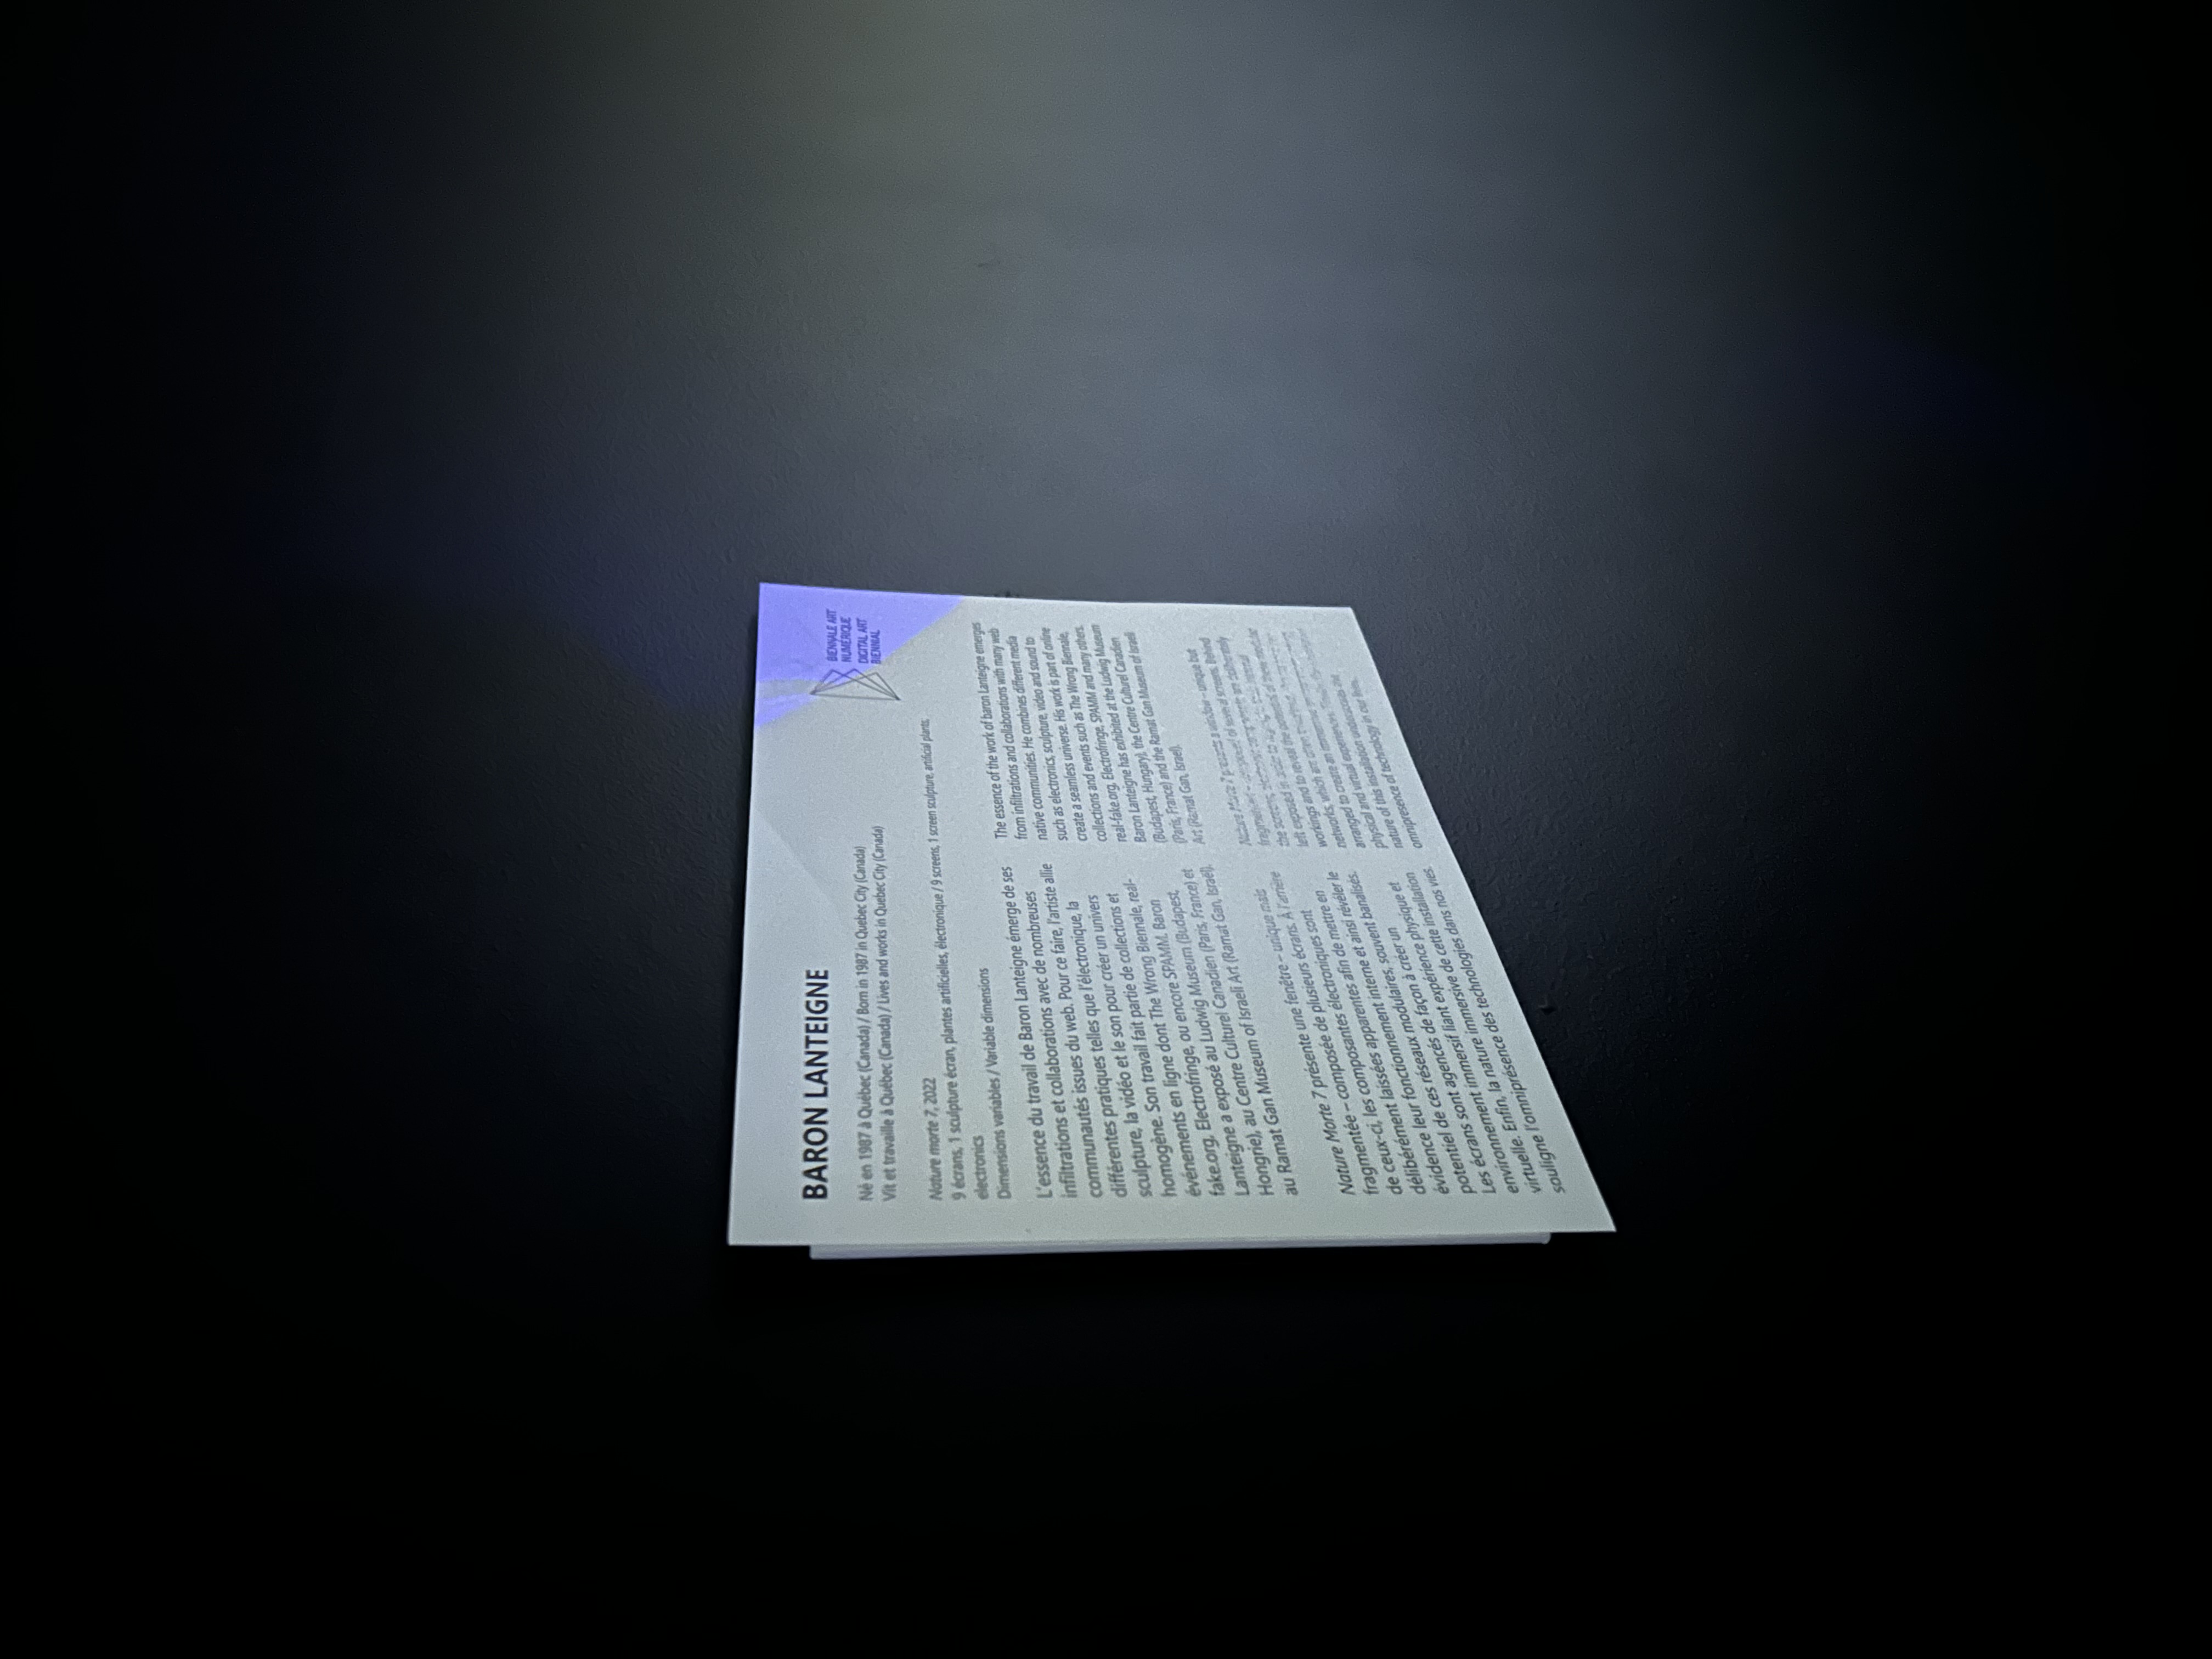 BARON LANTEIGNE
BIENNALE ART
NUMÉRIQUE
DIGITAL ART
BIENNIAL
Né en 1987 à Québec (Canada) / Born in 1987 in Quebec City (Canada)
Vit et travaille à Québec (Canada) / Lives and works in Quebec City (Canada)
Nature morte 7, 2022
9 écrans, 1 sculpture écran, plantes artificielles, électronique / 9 screens, 1 screen sculpture, artificial plants,
electronics
Dimensions variables / Variable dimensions
L'essence du travail de Baron Lanteigne émerge de ses
infiltrations et collaborations avec de nombreuses
communautés issues du web. Pour ce faire, l'artiste allie
différentes pratiques telles que l'électronique, la
sculpture, la vidéo et le son pour créer un univers
homogène. Son travail fait partie de collections et
événements en ligne dont The Wrong Biennale, real-
fake.org, Electrofringe, ou encore SPAMM. Baron
Lanteigne a exposé au Ludwig Museum (Budapest,
Hongrie), au Centre Culturel Canadien (Paris, France) et
au Ramat Gan Museum of Israeli Art (Ramat Gan, Israël).
Nature Morte 7 présente une fenêtre – unique mais
fragmentée – composée de plusieurs écrans. À l'arrière
de ceux-ci, les composantes électroniques sont
délibérément laissées apparentes afin de mettre en
évidence leur fonctionnement interne et ainsi révéler le
potentiel de ces réseaux modulaires, souvent banalisés.
Les écrans sont agencés de façon à créer un
environnement immersif liant expérience physique et
virtuelle. Enfin, la nature immersive de cette installation
souligne l'omniprésence des technologies dans nos vies.
The essence of the work of baron Lanteigne emerges
from infiltrations and collaborations with many web
native communities. He combines different media
such as electronics, sculpture, video and sound to
create a seamless universe. His work is part of online
collections and events such as The Wrong Biennale,
real-fake.org, Electrofringe, SPAMM and many others.
Baron Lanteigne has exhibited at the Ludwig Museum
(Budapest, Hungary), the Centre Culturel Canadien
(Paris, France) and the Ramat Gan Museum of Israeli
Art (Ramat Gan, Israel).
Nature Morte 7 presents a window – unique but
fragmented – composed of several screens. Behind
the screens, electronic components are deliberately
left exposed in order to highlight their internal
workings and to reveal the potential of these modular
networks, which are often
arranged to create an immersive environment
physical and virtual experiences. Finally, the
nature of this installation underscores the
omnipresence of technology in our lives.